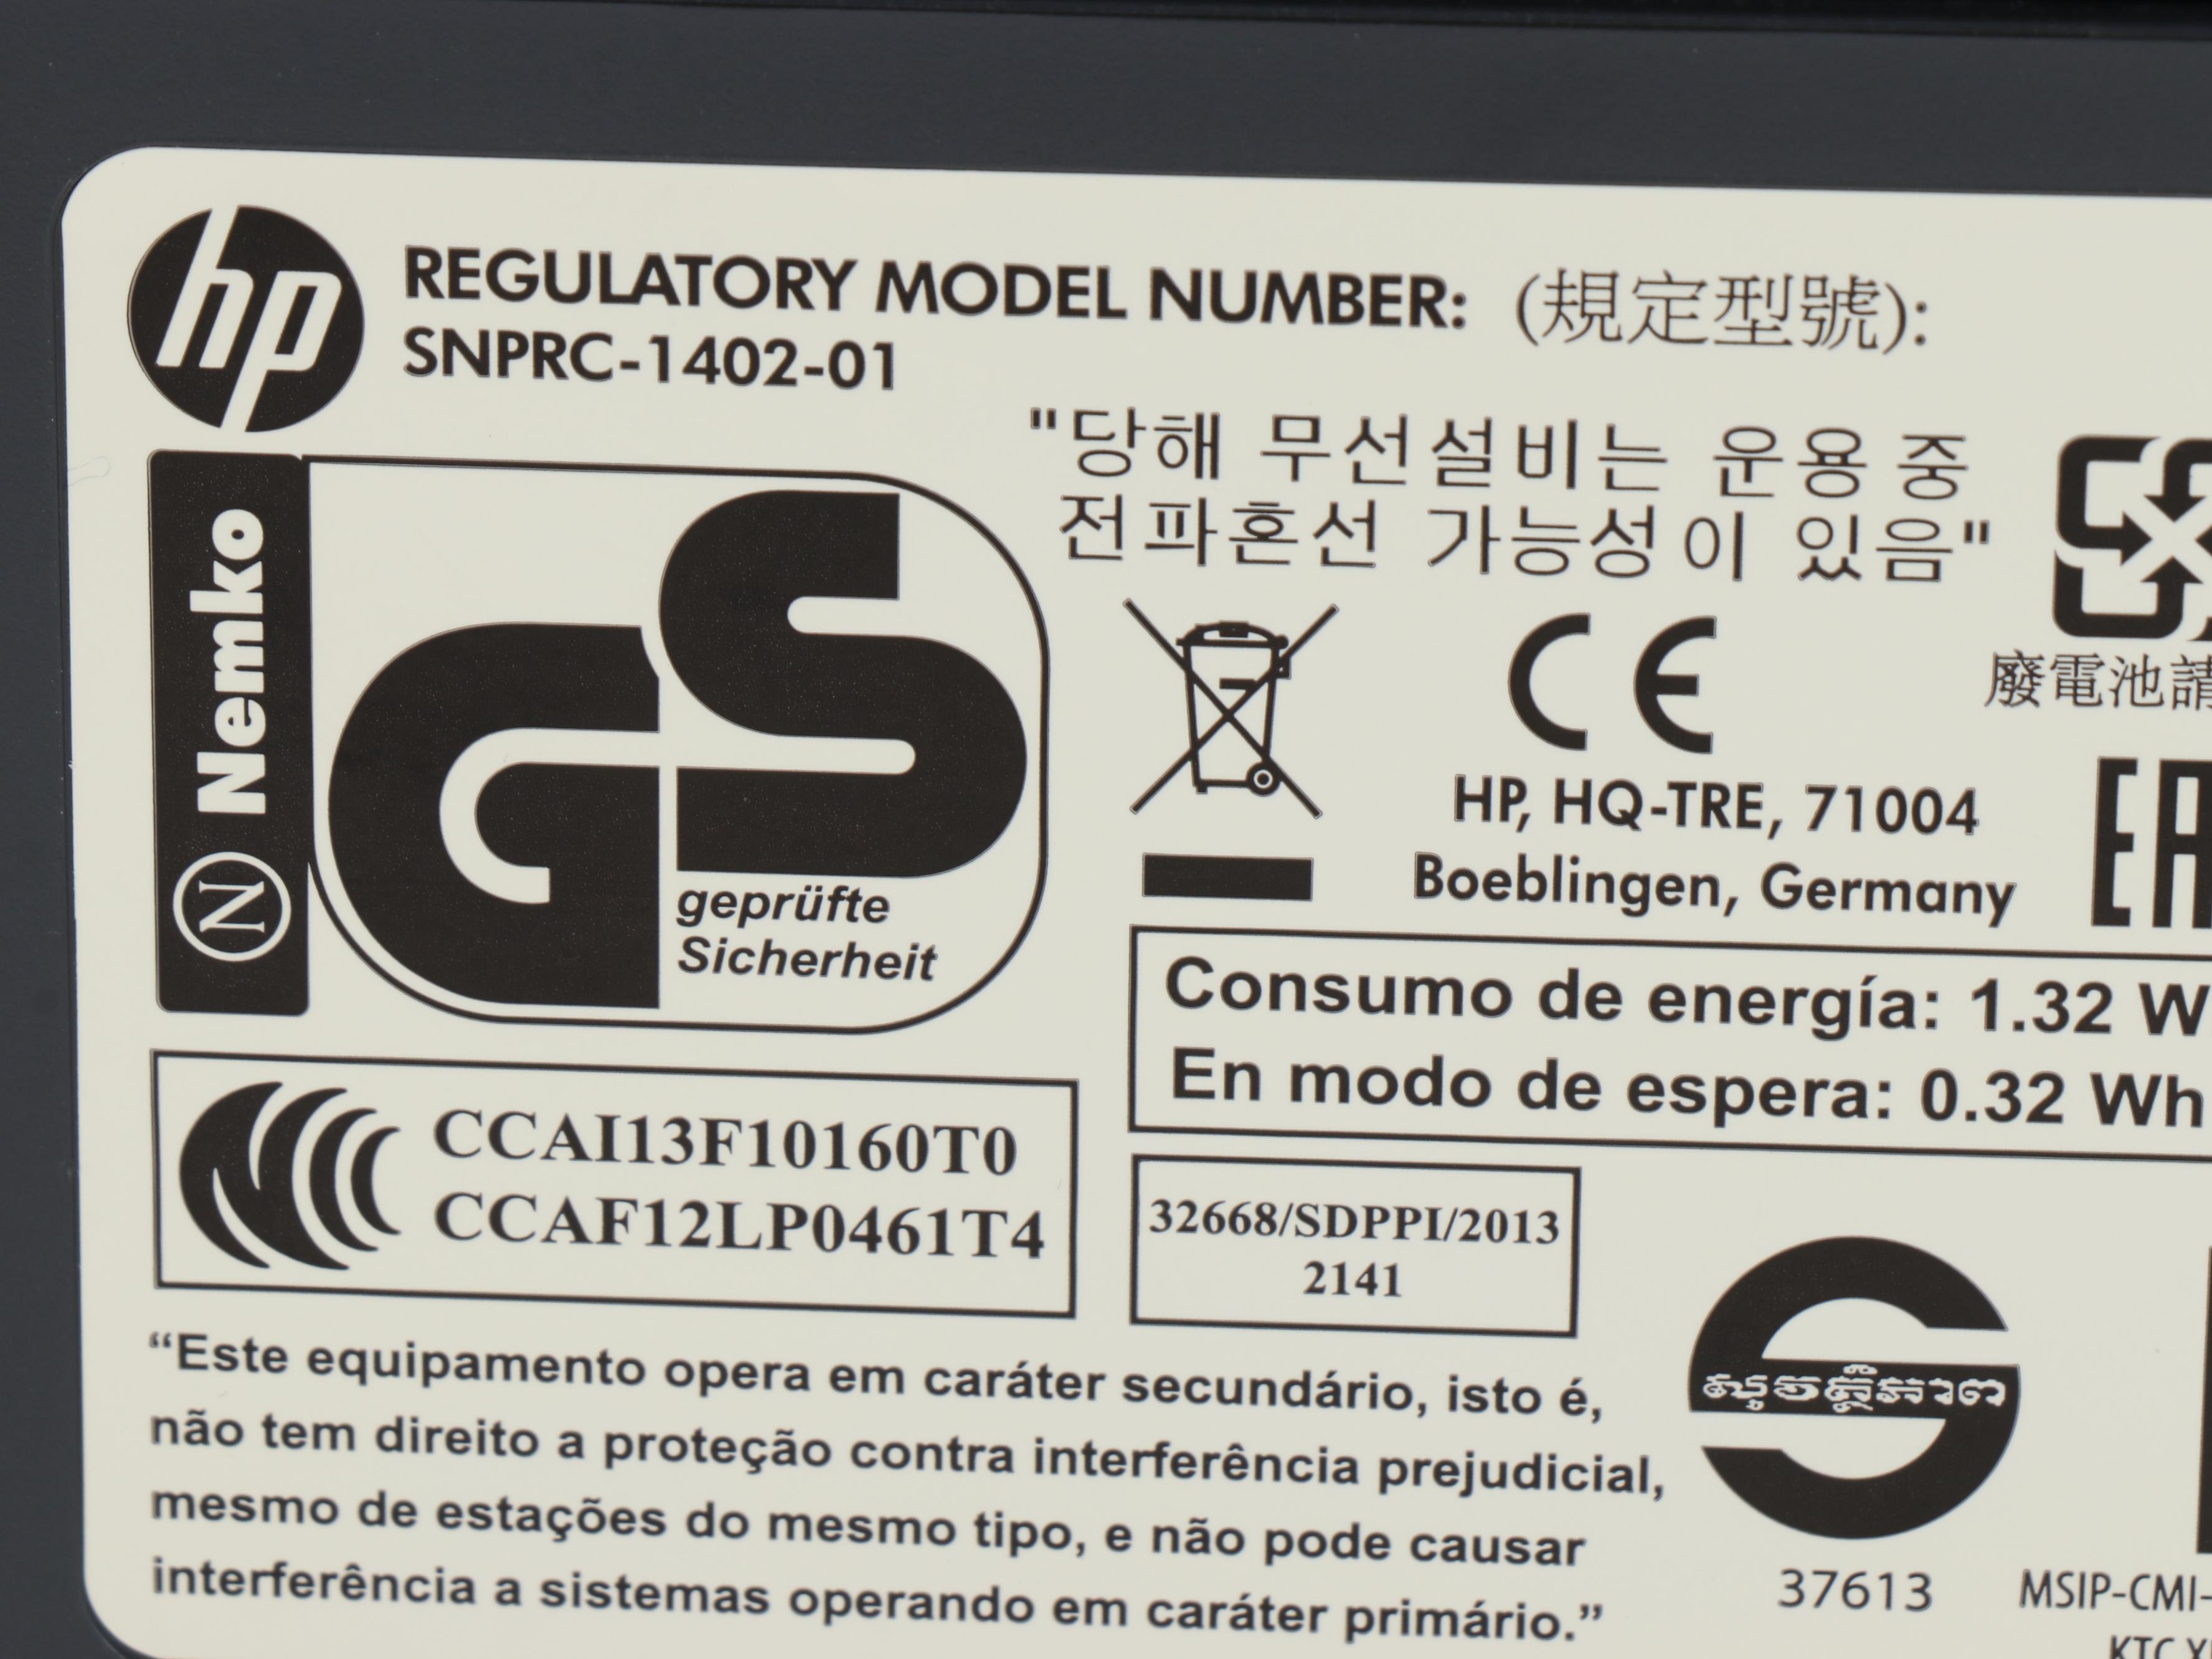 hp
REGULATORY MODEL NUMBER: (規定型號):
SNPRC-1402-01
"당해 무선설비는 운용 중
전파혼선 가능성이 있음"
N Nemko
GS
geprüfte
Sicherheit
CE
廢電池請
HP, HQ-TRE, 71004
Boeblingen, Germany
Consumo de energía: 1.32 W
En modo de espera: 0.32 Wh
CCAI13F10160T0
CCAF12LP0461T4
32668/SDPPI/2013
2141
“Este equipamento opera em caráter secundário, isto é,
não tem direito a proteção contra interferência prejudicial,
mesmo de estações do mesmo tipo, e não pode causar
interferência a sistemas operando em caráter primário.”
37613
MSIP-CMI-
KTC